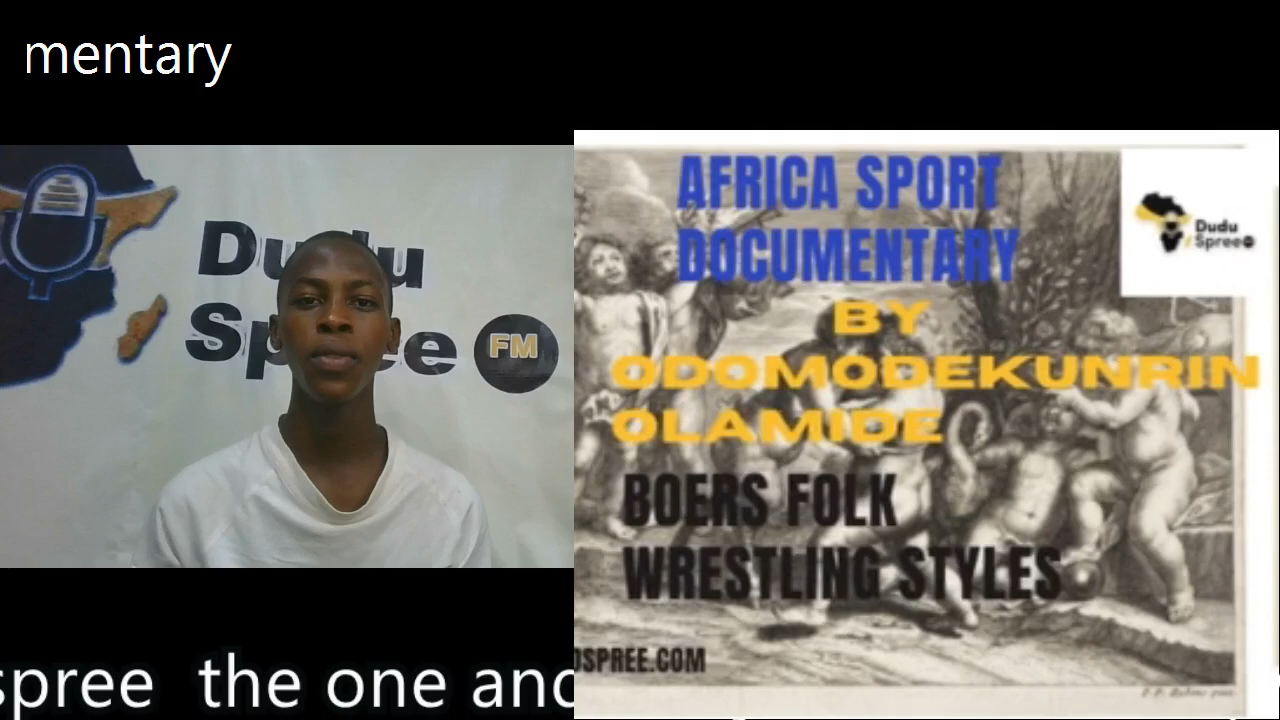 mentary
Dudu
Spree FM
AFRICA SPORT
DOCUMENTARY
BY
ODOMODEKUNRIN
OLAMIDE
BOERS FOLK
WRESTLING STYLES
Dudu
Spree
SPREE.COM
spree the one and